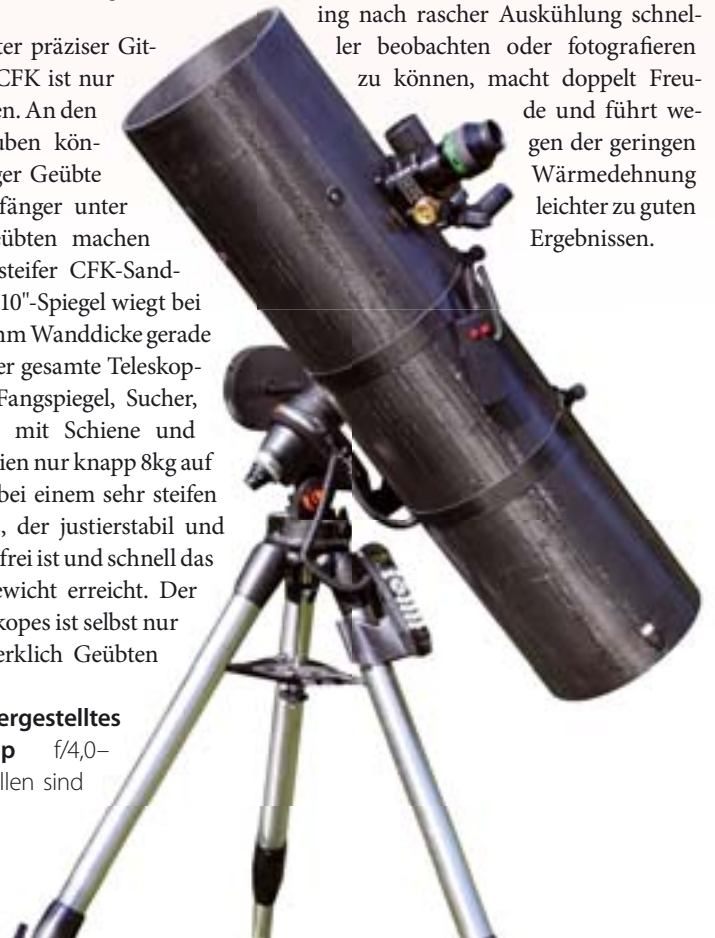 ter präziser Git-
CFK ist nur
en. An den
uben kön-
ger Geübte
fänger unter
übten machen
steifer CFK-Sand-
10"-Spiegel wiegt bei
m Wanddicke gerade
er gesamte Teleskop-
Fangspiegel, Sucher,
mit Schiene und
ien nur knapp 8kg auf
bei einem sehr steifen
, der justierstabil und
frei ist und schnell das
ewicht erreicht. Der
kopes ist selbst nur
erklich Geübten
ergestelltes
p f/4,0–
llen sind
ing nach rascher Auskühlung schnel-
ler beobachten oder fotografieren
zu können, macht doppelt Freu-
de und führt we-
gen der geringen
Wärmedehnung
leichter zu guten
Ergebnissen.